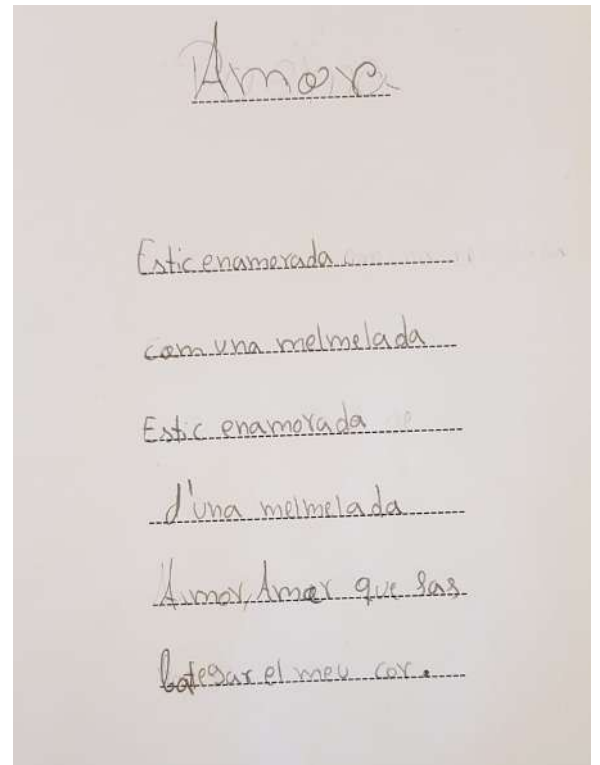 Amor
Estic enamorada
com una melmelada
Estic enamorada
d'una melmelada
Amor, Amor que fas
bategar el meu cor.